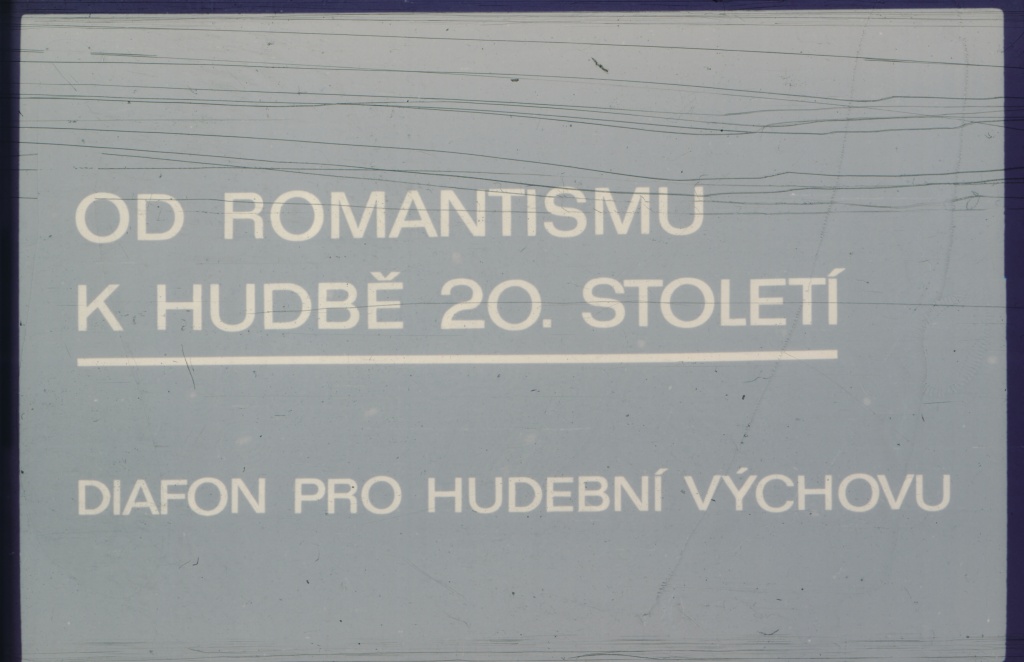 OD ROMANTISMU
K HUDBĚ 20. STOLETÍ
DIAFON PRO HUDEBNÍ VÝCHOVU